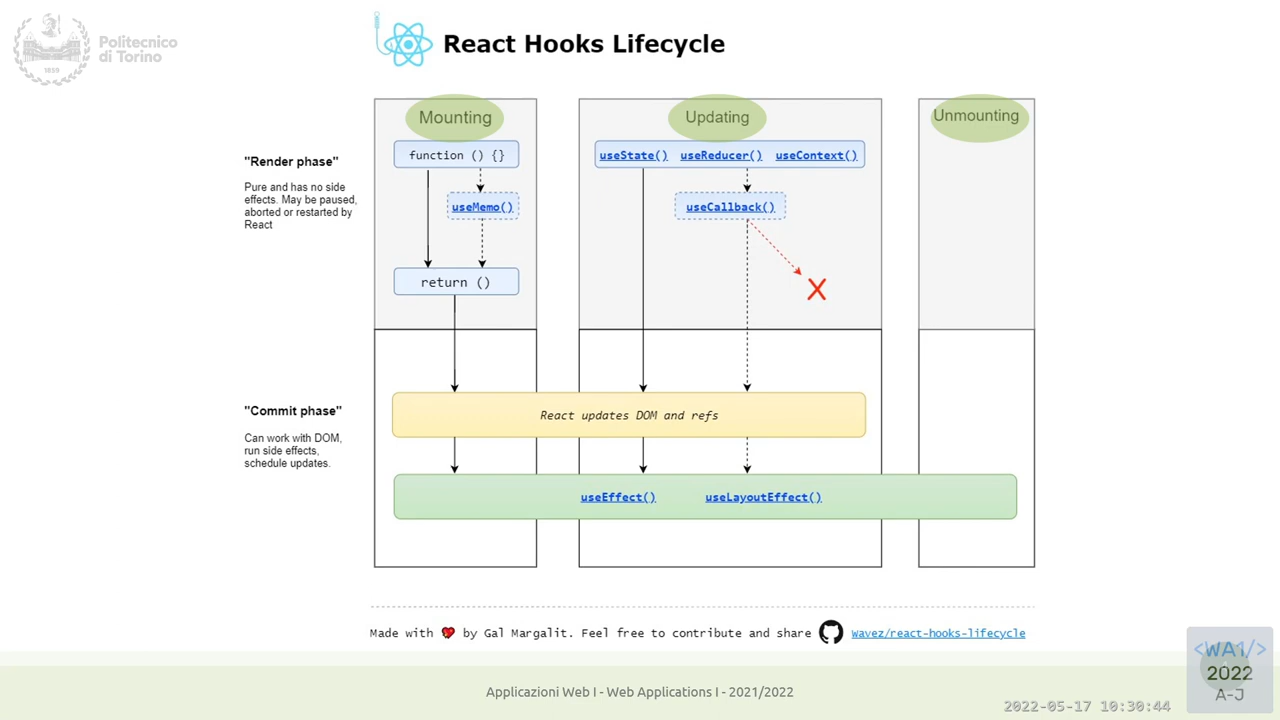 Politecnico
di Torino
1859
React Hooks Lifecycle
Mounting
Updating
Unmounting
"Render phase"
Pure and has no side
effects. May be paused,
aborted or restarted by
React
function () {}
useMemo()
return ()
useState() useReducer() useContext()
useCallback()
X
"Commit phase"
Can work with DOM,
run side effects,
schedule updates.
React updates DOM and refs
useEffect() useLayoutEffect()
Made with by Gal Margalit. Feel free to contribute and share Wavez/react-hooks-lifecycle
Applicazioni Web I - Web Applications I - 2021/2022
<WA1/>
2022
A-J
2022-05-17 10:30:44